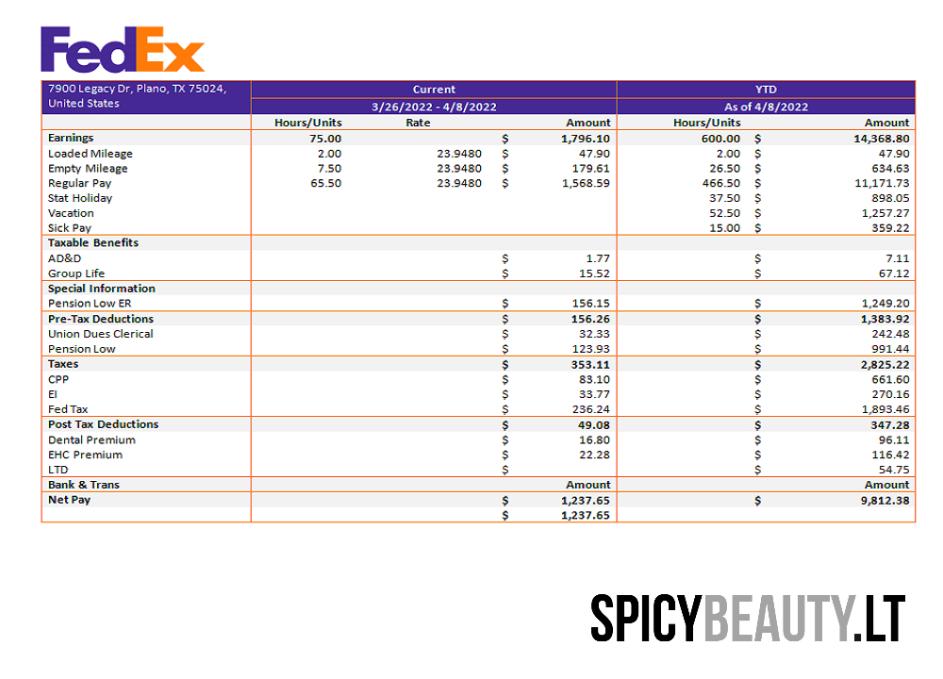 FedEx
7900 Legacy Dr, Plano, TX 75024,
United States
Current YTD
3/26/2022 - 4/8/2022 As of 4/8/2022
Hours/Units Rate Amount Hours/Units Amount
Earnings 75.00 $ 1,796.10 600.00 $ 14,368.80
Loaded Mileage 2.00 23.9480 $ 47.90 2.00 $ 47.90
Empty Mileage 7.50 23.9480 $ 179.61 26.50 $ 634.63
Regular Pay 65.50 23.9480 $ 1,568.59 466.50 $ 11,171.73
Stat Holiday 37.50 $ 898.05
Vacation 52.50 $ 1,257.27
Sick Pay 15.00 $ 359.22
Taxable Benefits
AD&D $ 1.77 $ 7.11
Group Life $ 15.52 $ 67.12
Special Information
Pension Low ER $ 156.15 $ 1,249.20
Pre-Tax Deductions $ 156.26 $ 1,383.92
Union Dues Clerical $ 32.33 $ 242.48
Pension Low $ 123.93 $ 991.44
Taxes $ 353.11 $ 2,825.22
CPP $ 83.10 $ 661.60
EI $ 33.77 $ 270.16
Fed Tax $ 236.24 $ 1,893.46
Post Tax Deductions $ 49.08 $ 347.28
Dental Premium $ 16.80 $ 96.11
EHC Premium $ 22.28 $ 116.42
LTD $ $ 54.75
Bank & Trans Amount Amount
Net Pay $ 1,237.65 $ 9,812.38
$ 1,237.65
SPICYBEAUTY.LT